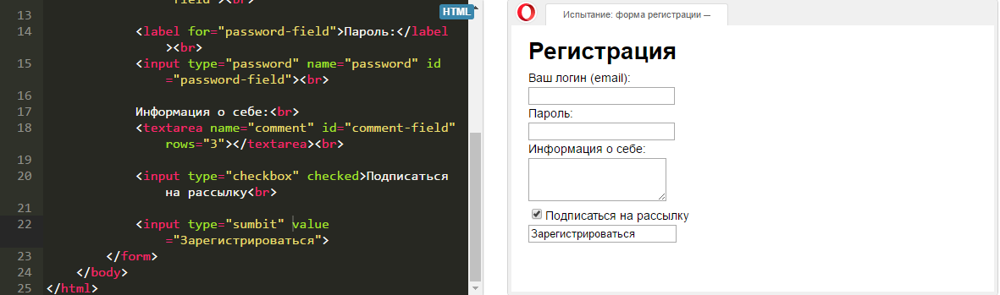 field"><br>
13
HTML
14 <label for="password-field">Пароль:</label
><br>
15 <input type="password" name="password" id
="password-field"><br>
16
17 Информация о себе:<br>
18 <textarea name="comment" id="comment-field"
rows="3"></textarea><br>
19
20 <input type="checkbox" checked>Подписаться
на рассылку<br>
21
22 <input type="sumbit" value
="Зарегистрироваться">
23 </form>
24 </body>
25 </html>
Испытание: форма регистрации —
Регистрация
Ваш логин (email):
Пароль:
Информация о себе:
Подписаться на рассылку
Зарегистрироваться